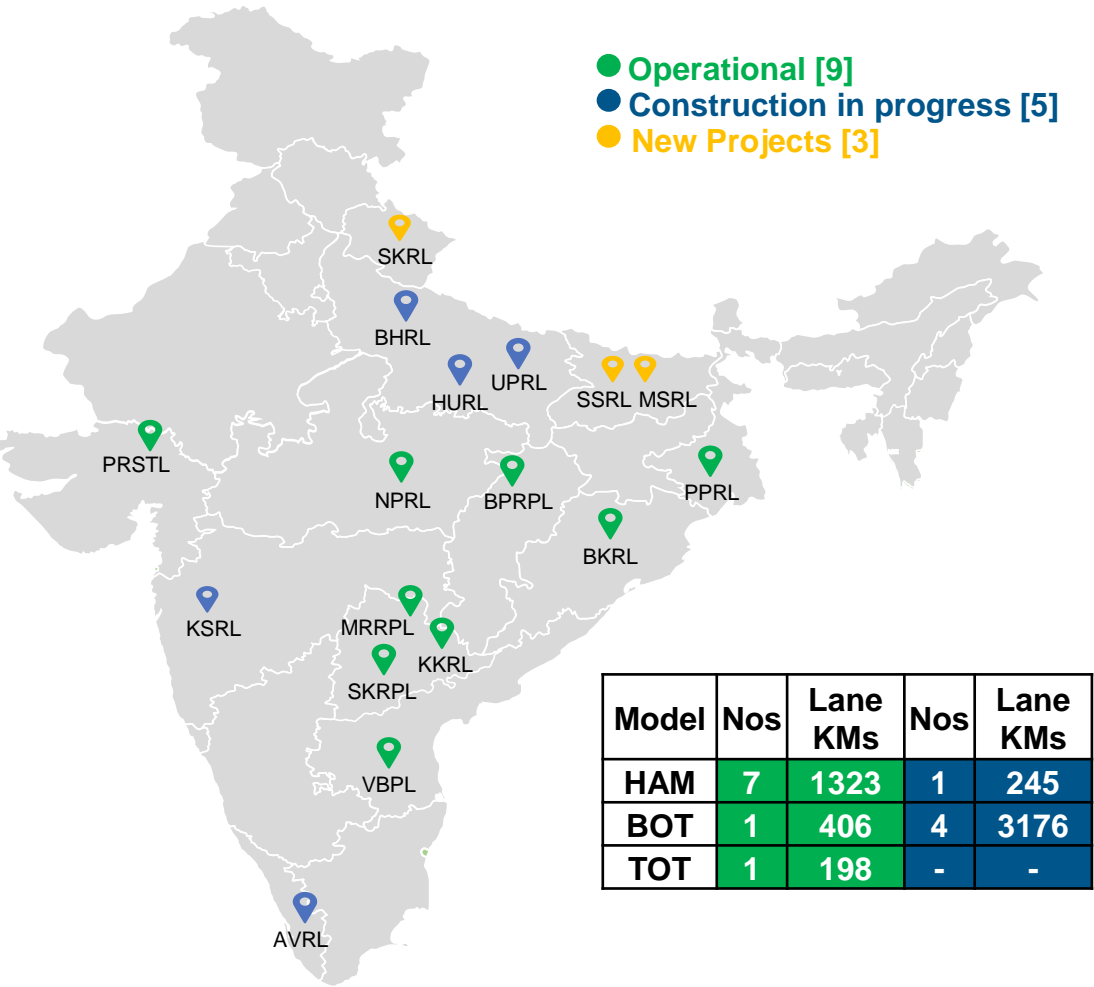 Operational [9]
Construction in progress [5]
New Projects [3]
SKRL
BHRL
UPRL
HURL
SSRL MSRL
PRSTL
NPRL
BPRPL
PPRL
BKRL
KSRL
MRRPL
KKRL
SKRPL
VBPL
AVRL
Model Nos Lane KMs Nos Lane KMs
HAM 7 1323 1 245
BOT 1 406 4 3176
TOT 1 198 - -